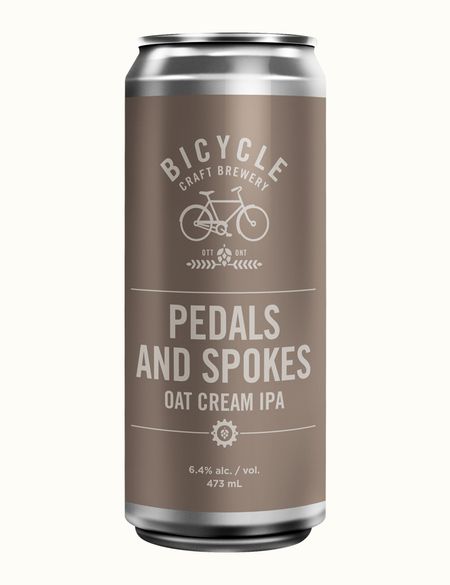 BICYCLE
CRAFT BREWERY
OTT ONT
PEDALS
AND SPOKES
OAT CREAM IPA
6.4% alc. / vol.
473 mL